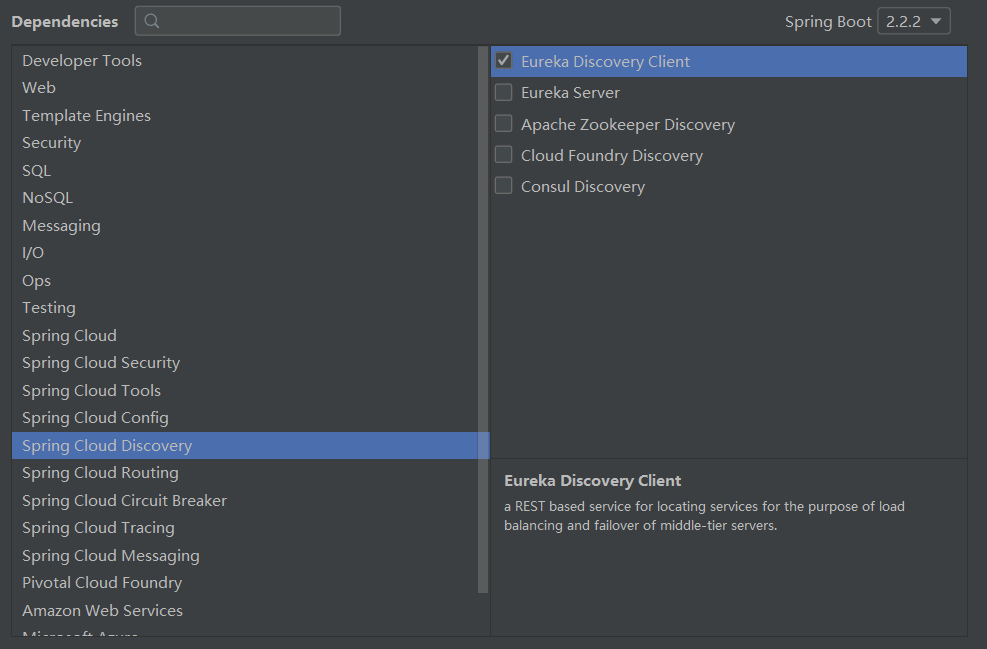 Dependencies
Spring Boot 2.2.2
Developer Tools
Web
Template Engines
Security
SQL
NoSQL
Messaging
I/O
Ops
Testing
Spring Cloud
Spring Cloud Security
Spring Cloud Tools
Spring Cloud Config
Spring Cloud Discovery
Spring Cloud Routing
Spring Cloud Circuit Breaker
Spring Cloud Tracing
Spring Cloud Messaging
Pivotal Cloud Foundry
Amazon Web Services
Microsoft Azure
Eureka Discovery Client
Eureka Server
Apache Zookeeper Discovery
Cloud Foundry Discovery
Consul Discovery
Eureka Discovery Client
a REST based service for locating services for the purpose of load
balancing and failover of middle-tier servers.